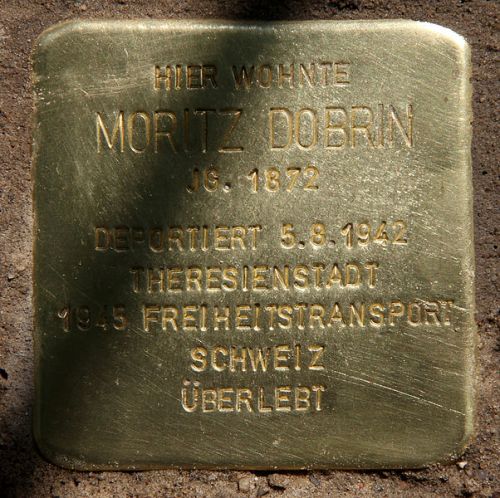 HIER WOHNTE
MORITZ DOBRIN
JG. 1872
DEPORTIERT 5.8.1942
THERESIENSTADT
1945 FREIHEITSTRANSPORT
SCHWEIZ
ÜBERLEBT